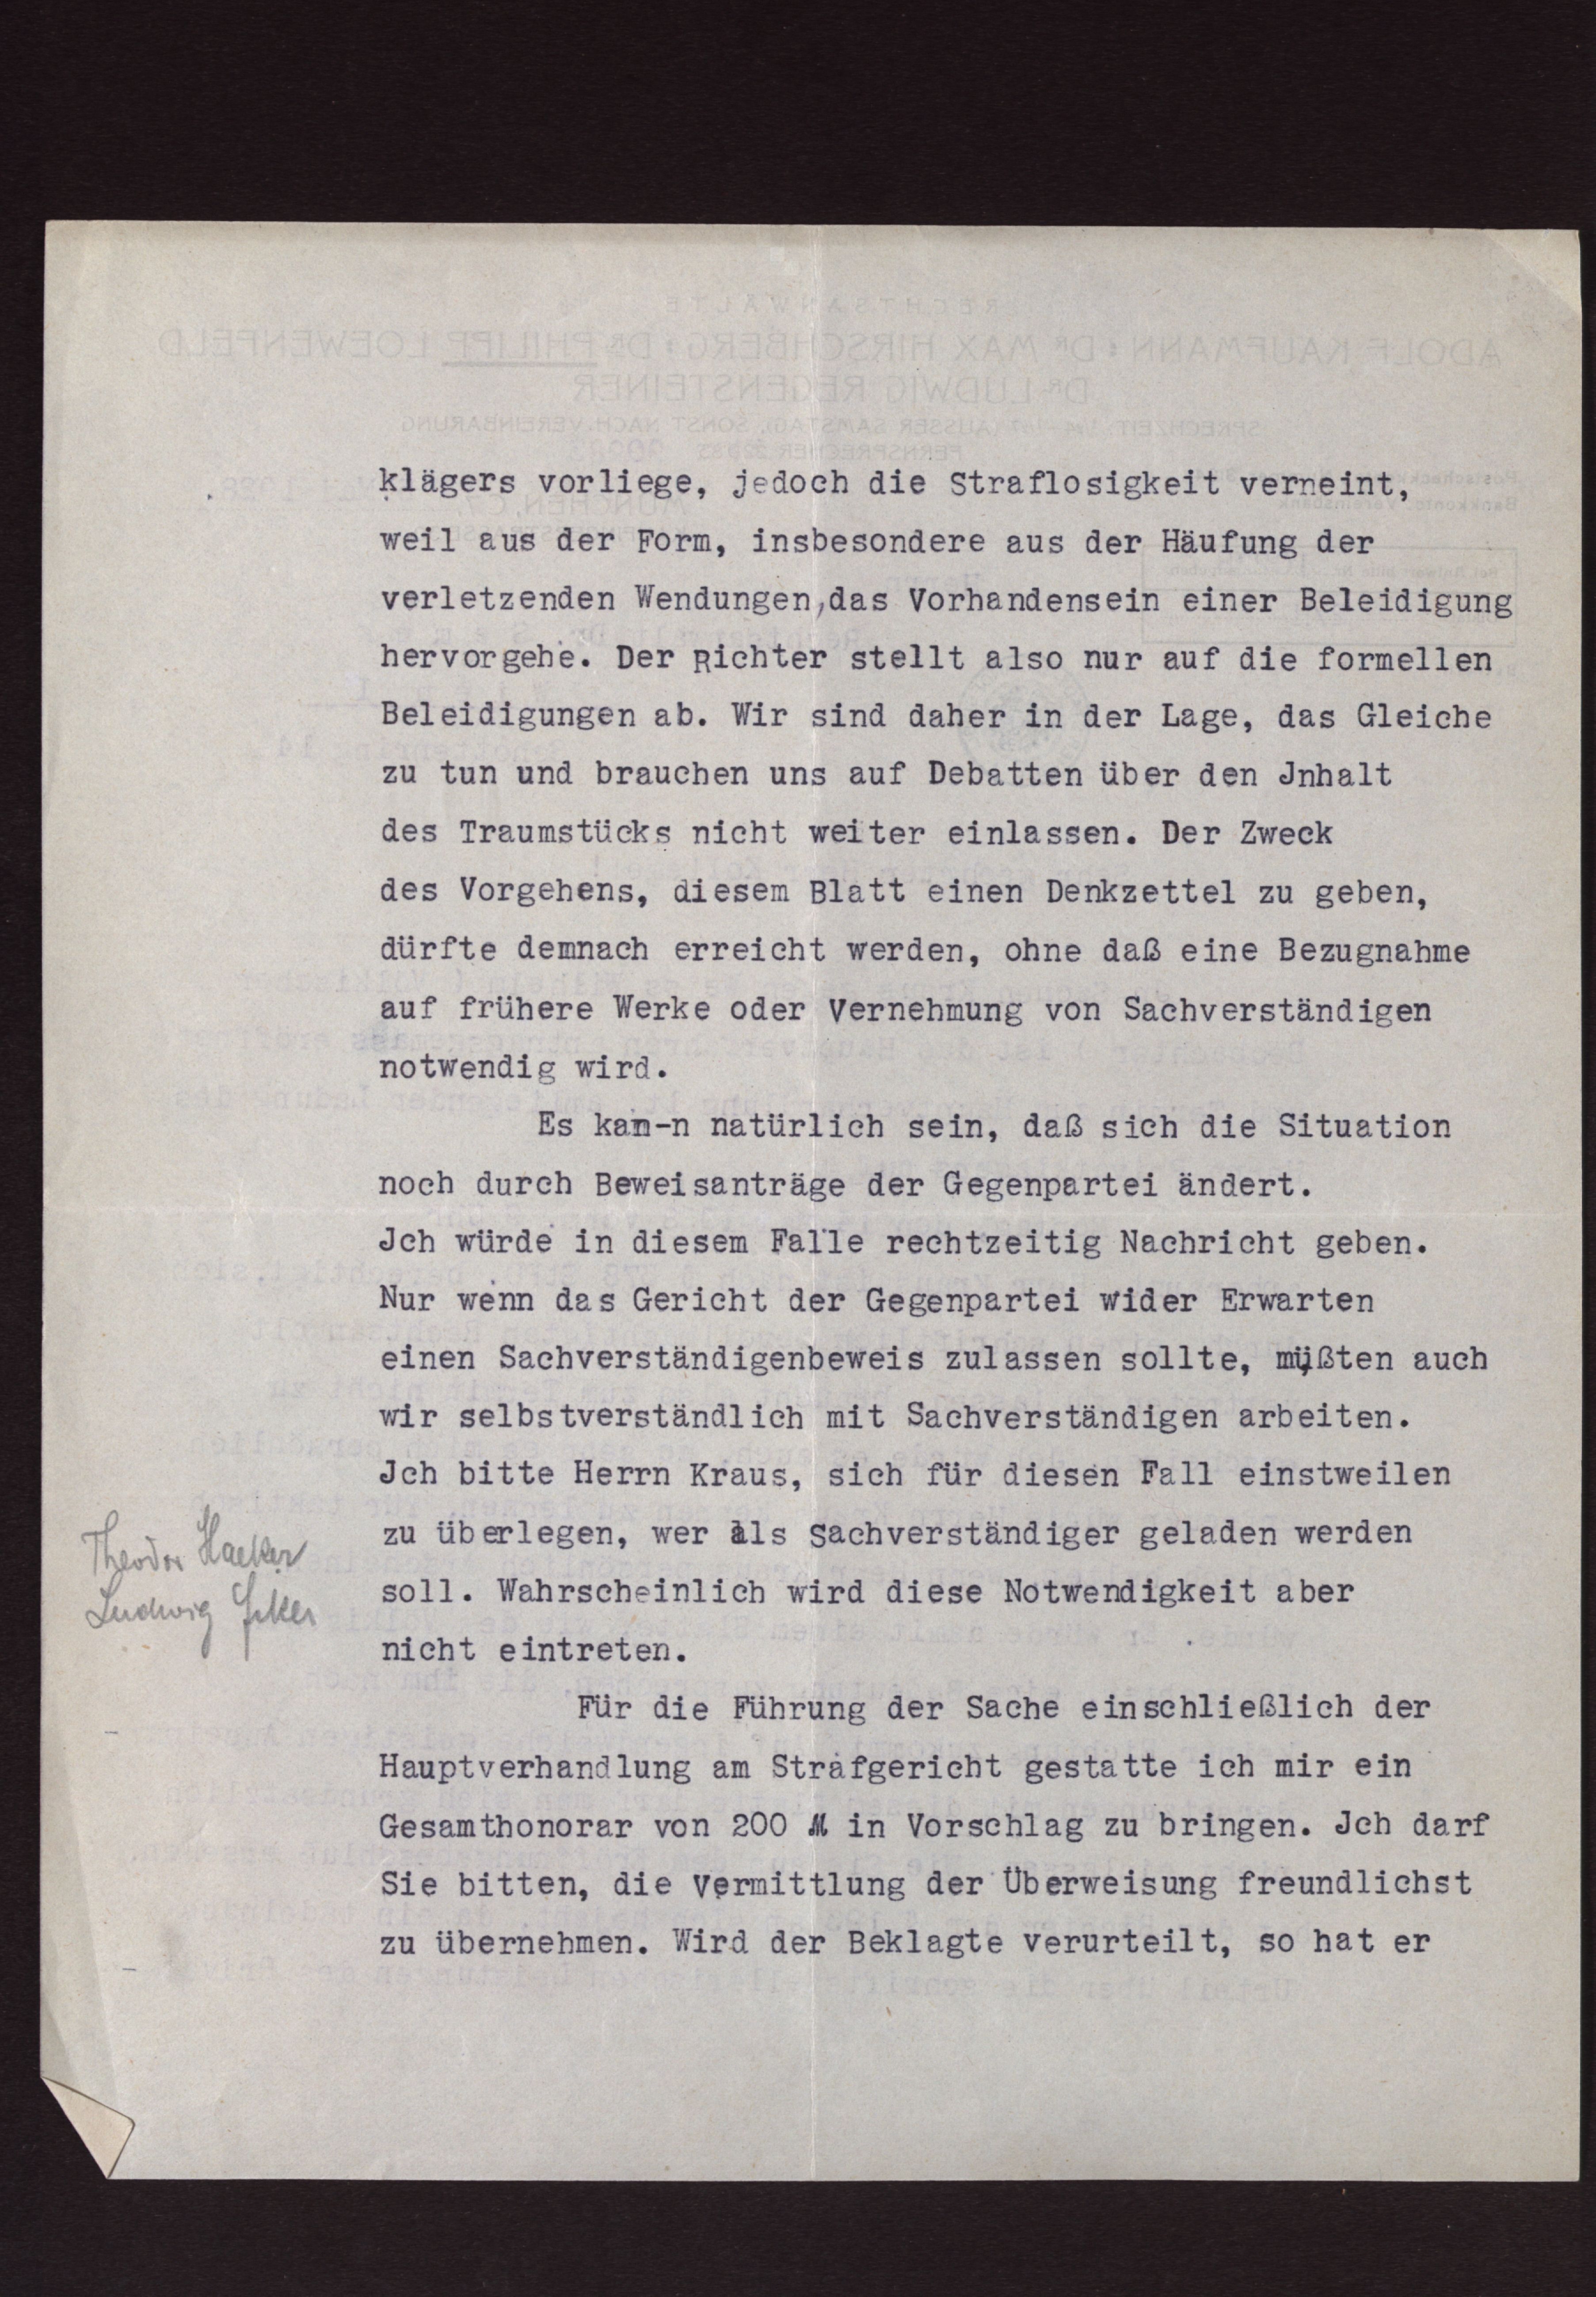 klägers vorliege, jedoch die Straflosigkeit verneint,
weil aus der Form, insbesondere aus der Häufung der
verletzenden Wendungen,das Vorhandensein einer Beleidigung
hervorgehe. Der Richter stellt also nur auf die formellen
Beleidigungen ab. Wir sind daher in der Lage, das Gleiche
zu tun und brauchen uns auf Debatten über den Jnhalt
des Traumstücks nicht weiter einlassen. Der Zweck
des Vorgehens, diesem Blatt einen Denkzettel zu geben,
dürfte demnach erreicht werden, ohne daß eine Bezugnahme
auf frühere Werke oder Vernehmung von Sachverständigen
notwendig wird.
Es kan-n natürlich sein, daß sich die Situation
noch durch Beweisanträge der Gegenpartei ändert.
Jch würde in diesem Falle rechtzeitig Nachricht geben.
Nur wenn das Gericht der Gegenpartei wider Erwarten
einen Sachverständigenbeweis zulassen sollte, müßten auch
wir selbstverständlich mit Sachverständigen arbeiten.
Jch bitte Herrn Kraus, sich für diesen Fall einstweilen
zu überlegen, wer als Sachverständiger geladen werden
soll. Wahrscheinlich wird diese Notwendigkeit aber
nicht eintreten.
Theodor Haecker
Ludwig Ficker
Für die Führung der Sache einschließlich der
Hauptverhandlung am Strafgericht gestatte ich mir ein
Gesamthonorar von 200 M in Vorschlag zu bringen. Jch darf
Sie bitten, die Vermittlung der Überweisung freundlichst
zu übernehmen. Wird der Beklagte verurteilt, so hat er